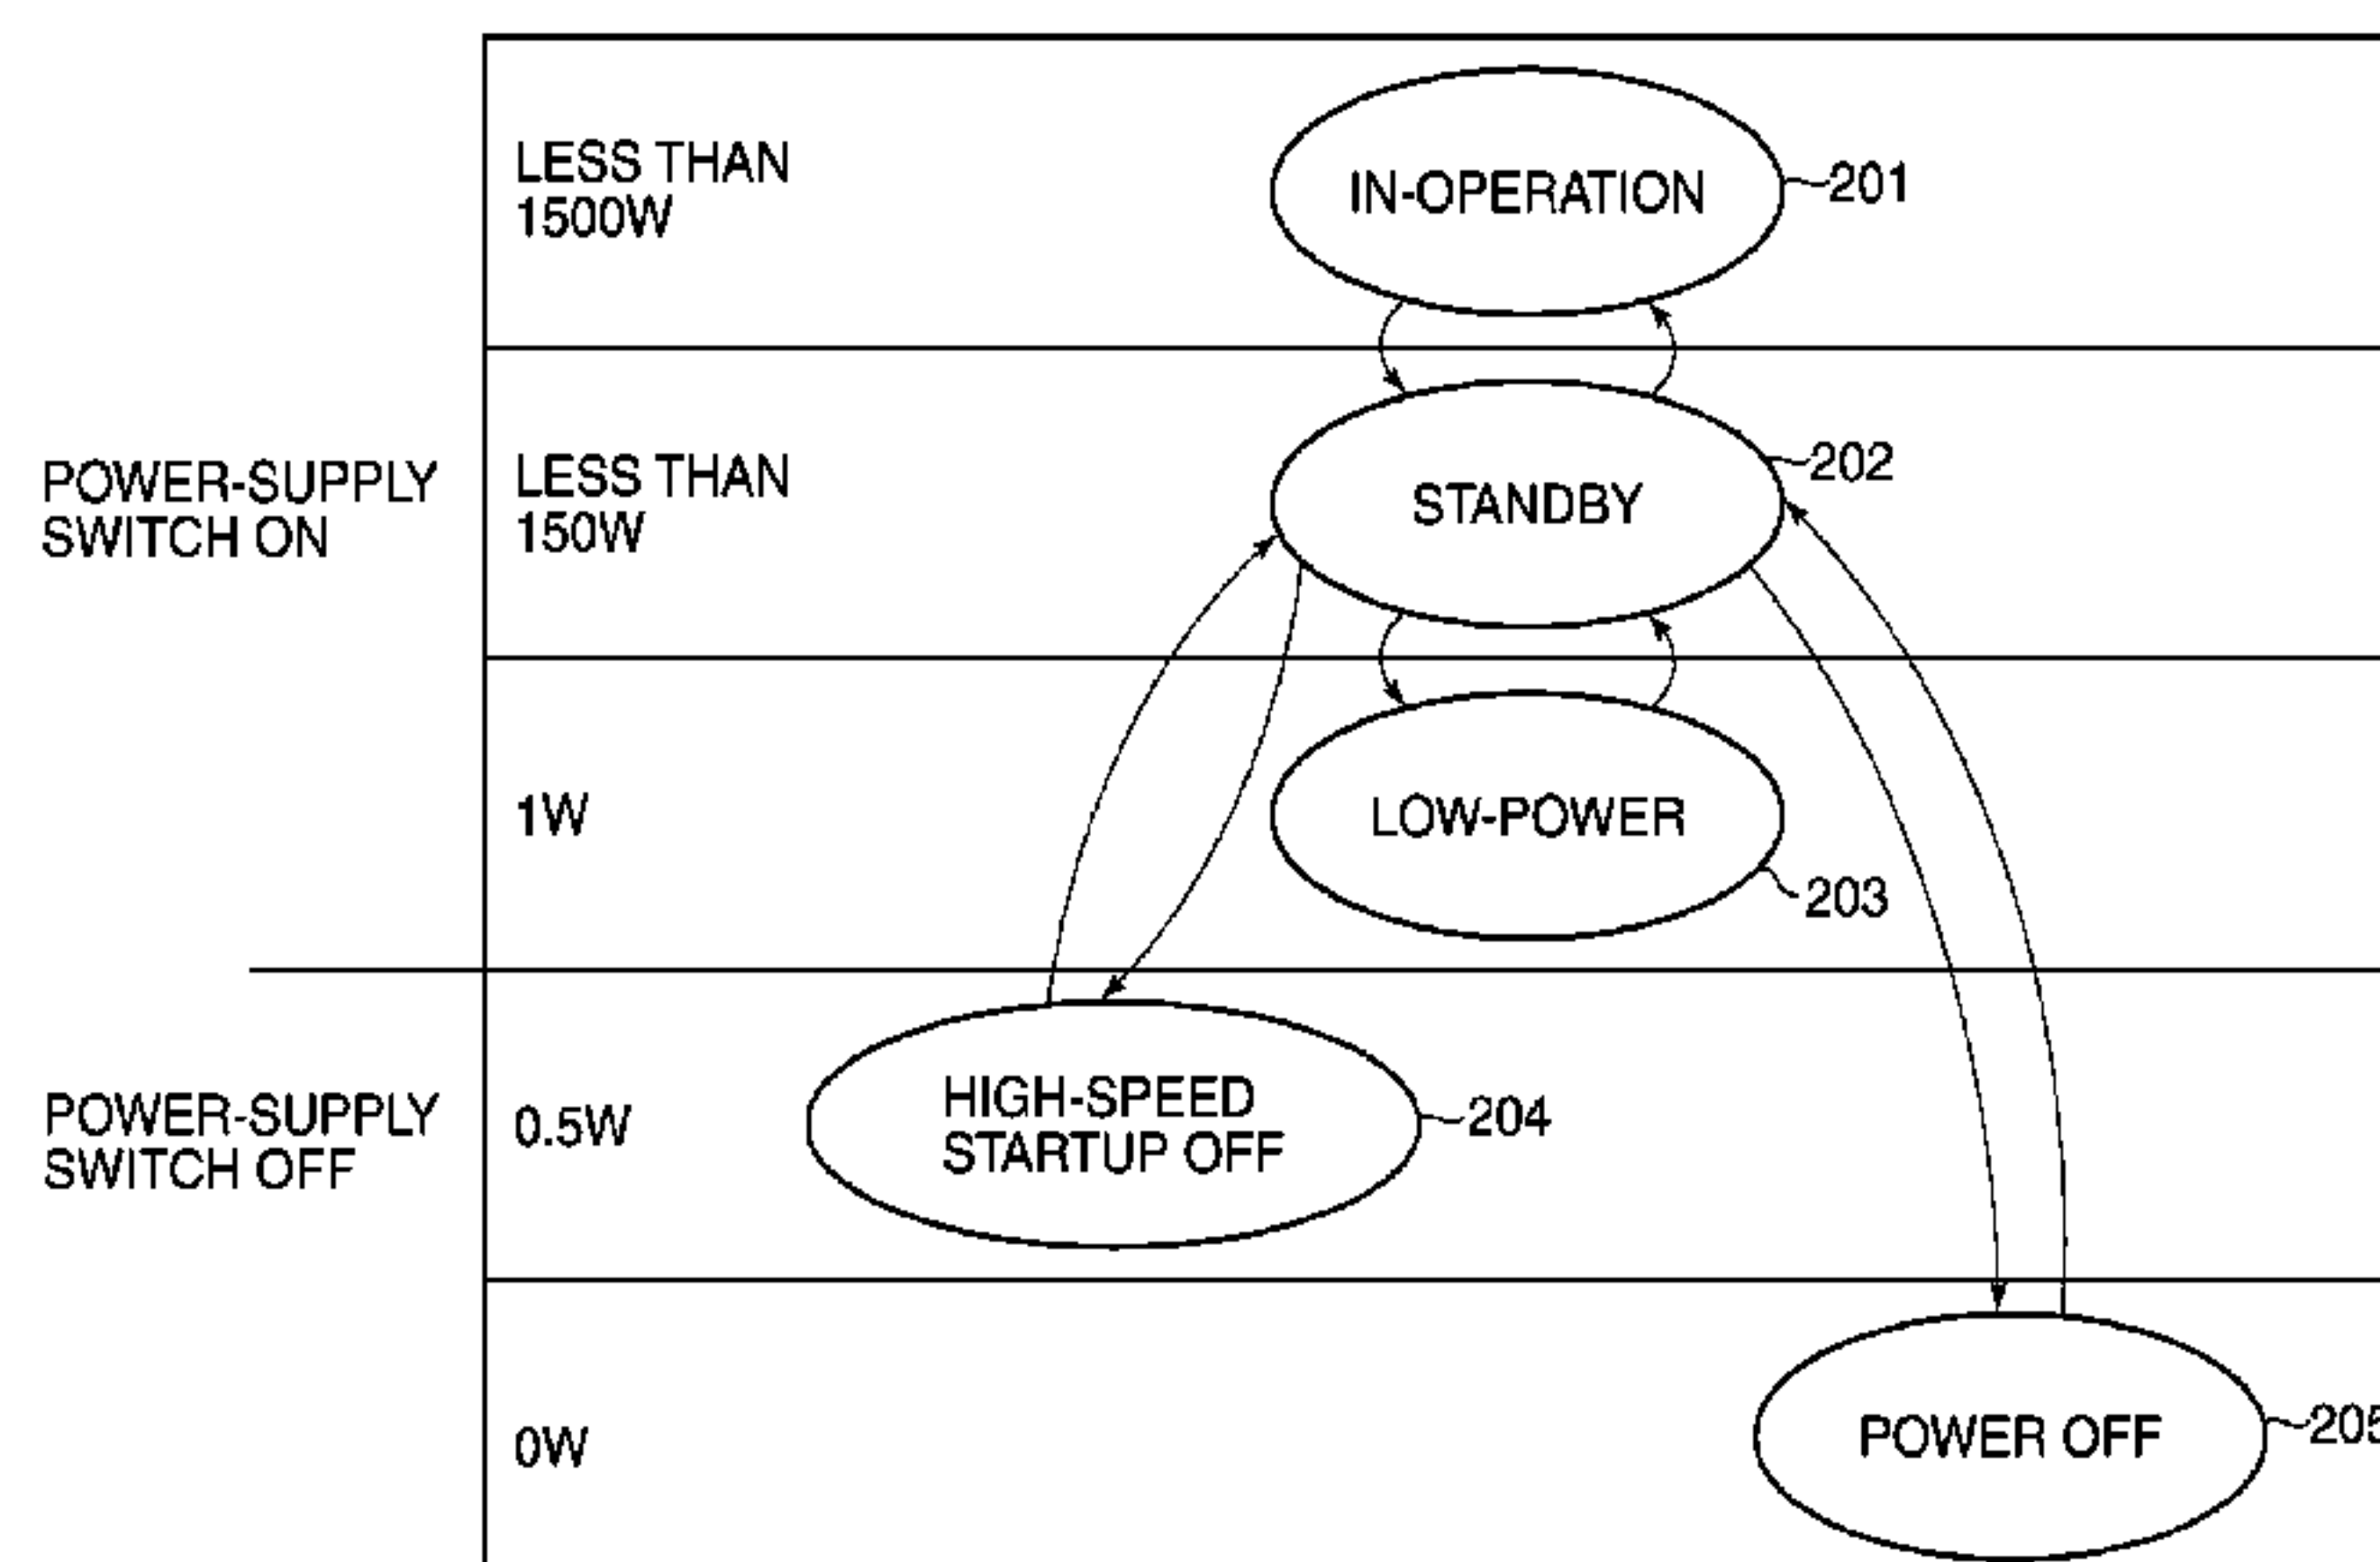 LESS THAN
1500W
IN-OPERATION
201
POWER-SUPPLY
SWITCH ON
LESS THAN
150W
STANDBY
202
1W
LOW-POWER
203
POWER-SUPPLY
SWITCH OFF
0.5W
HIGH-SPEED
STARTUP OFF
204
0W
POWER OFF
205